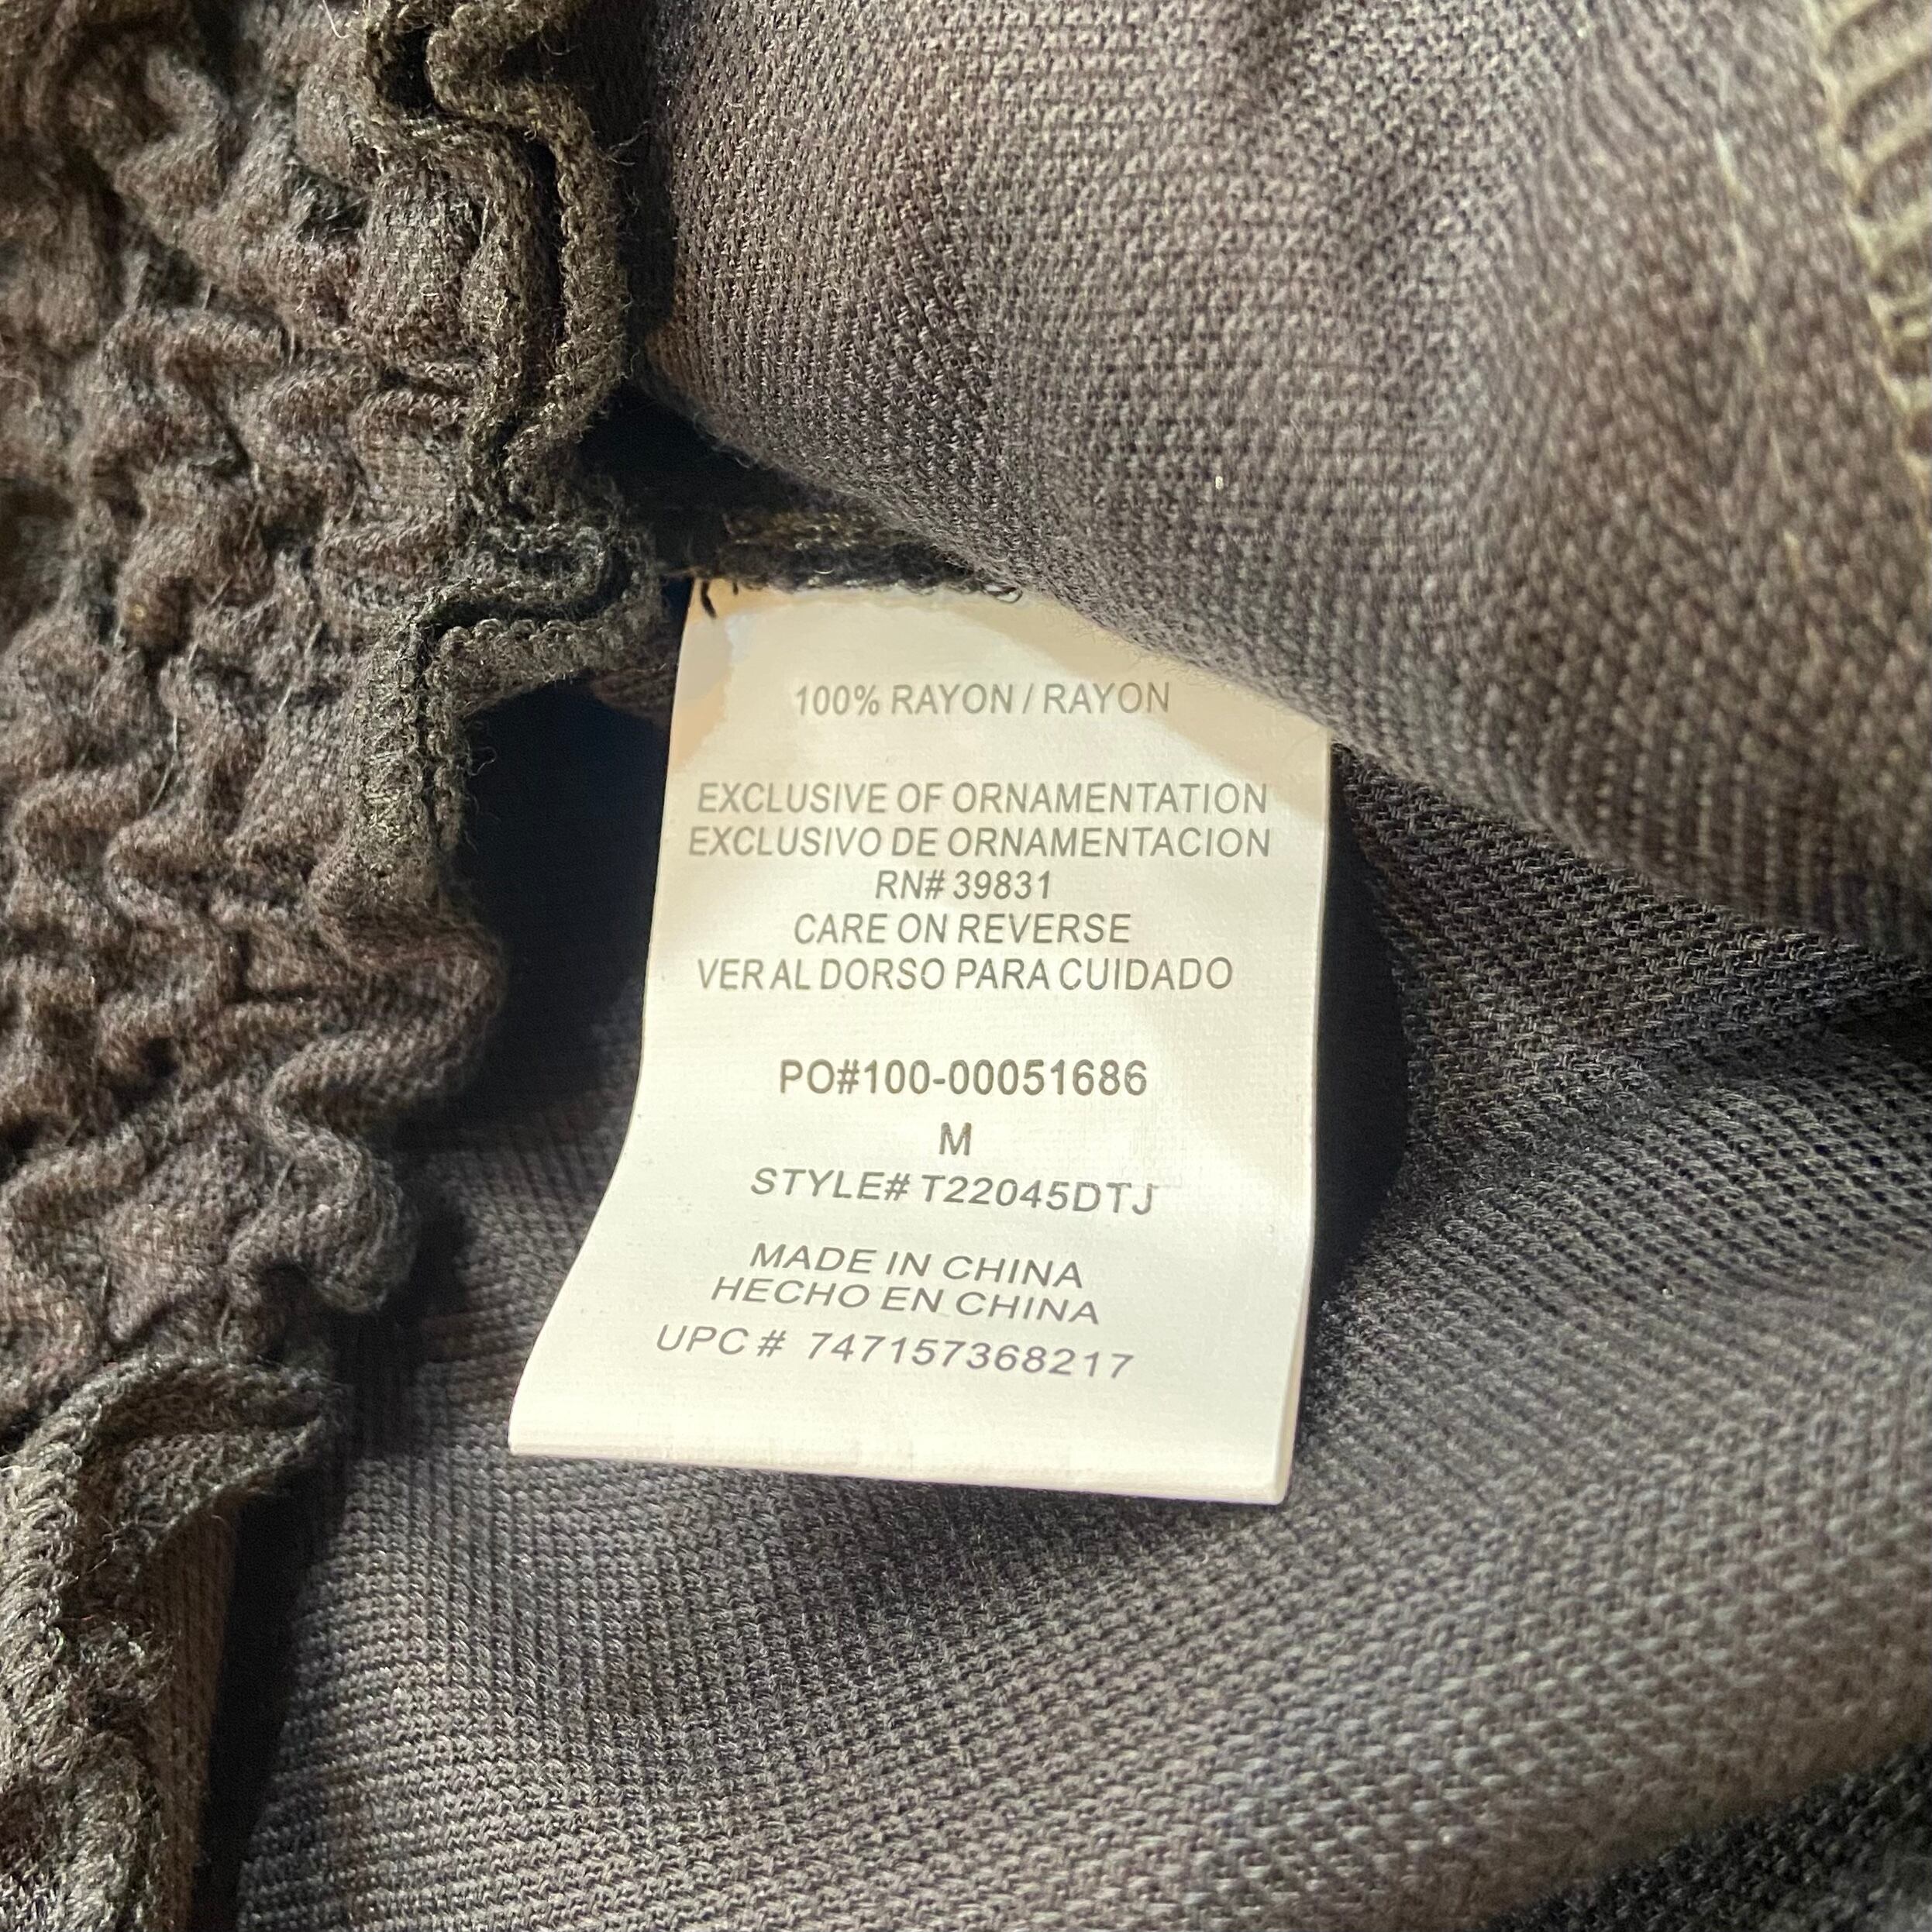 100% RAYON / RAYON
EXCLUSIVE OF ORNAMENTATION
EXCLUSIVO DE ORNAMENTACION
RN# 39831
CARE ON REVERSE
VER AL DORSO PARA CUIDADO
PO#100-00051686
M
STYLE# T22045DTJ
MADE IN CHINA
HECHO EN CHINA
UPC # 747157368217